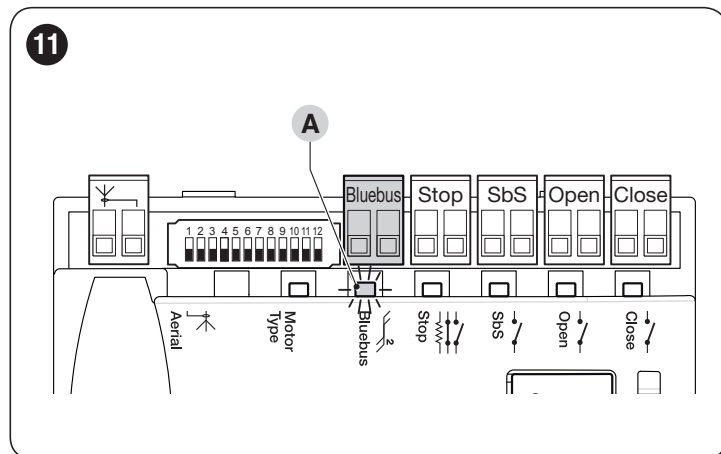 11
A
Bluebus Stop SbS Open Close
1 2 3 4 5 6 7 8 9 10 11 12
Aerial
Motor
Type
Bluebus
2
Stop
SbS
Open
Close